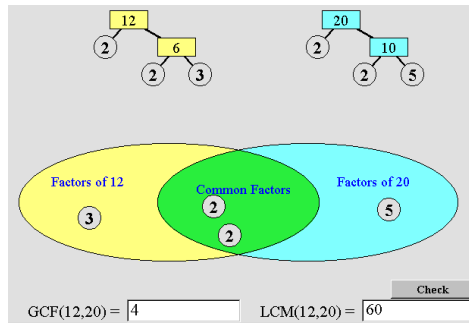 12 20
2 6 2 10
2 3 2 5
Factors of 12 Common Factors Factors of 20
3 2 5
2
Check
GCF(12,20) = 4 LCM(12,20) = 60